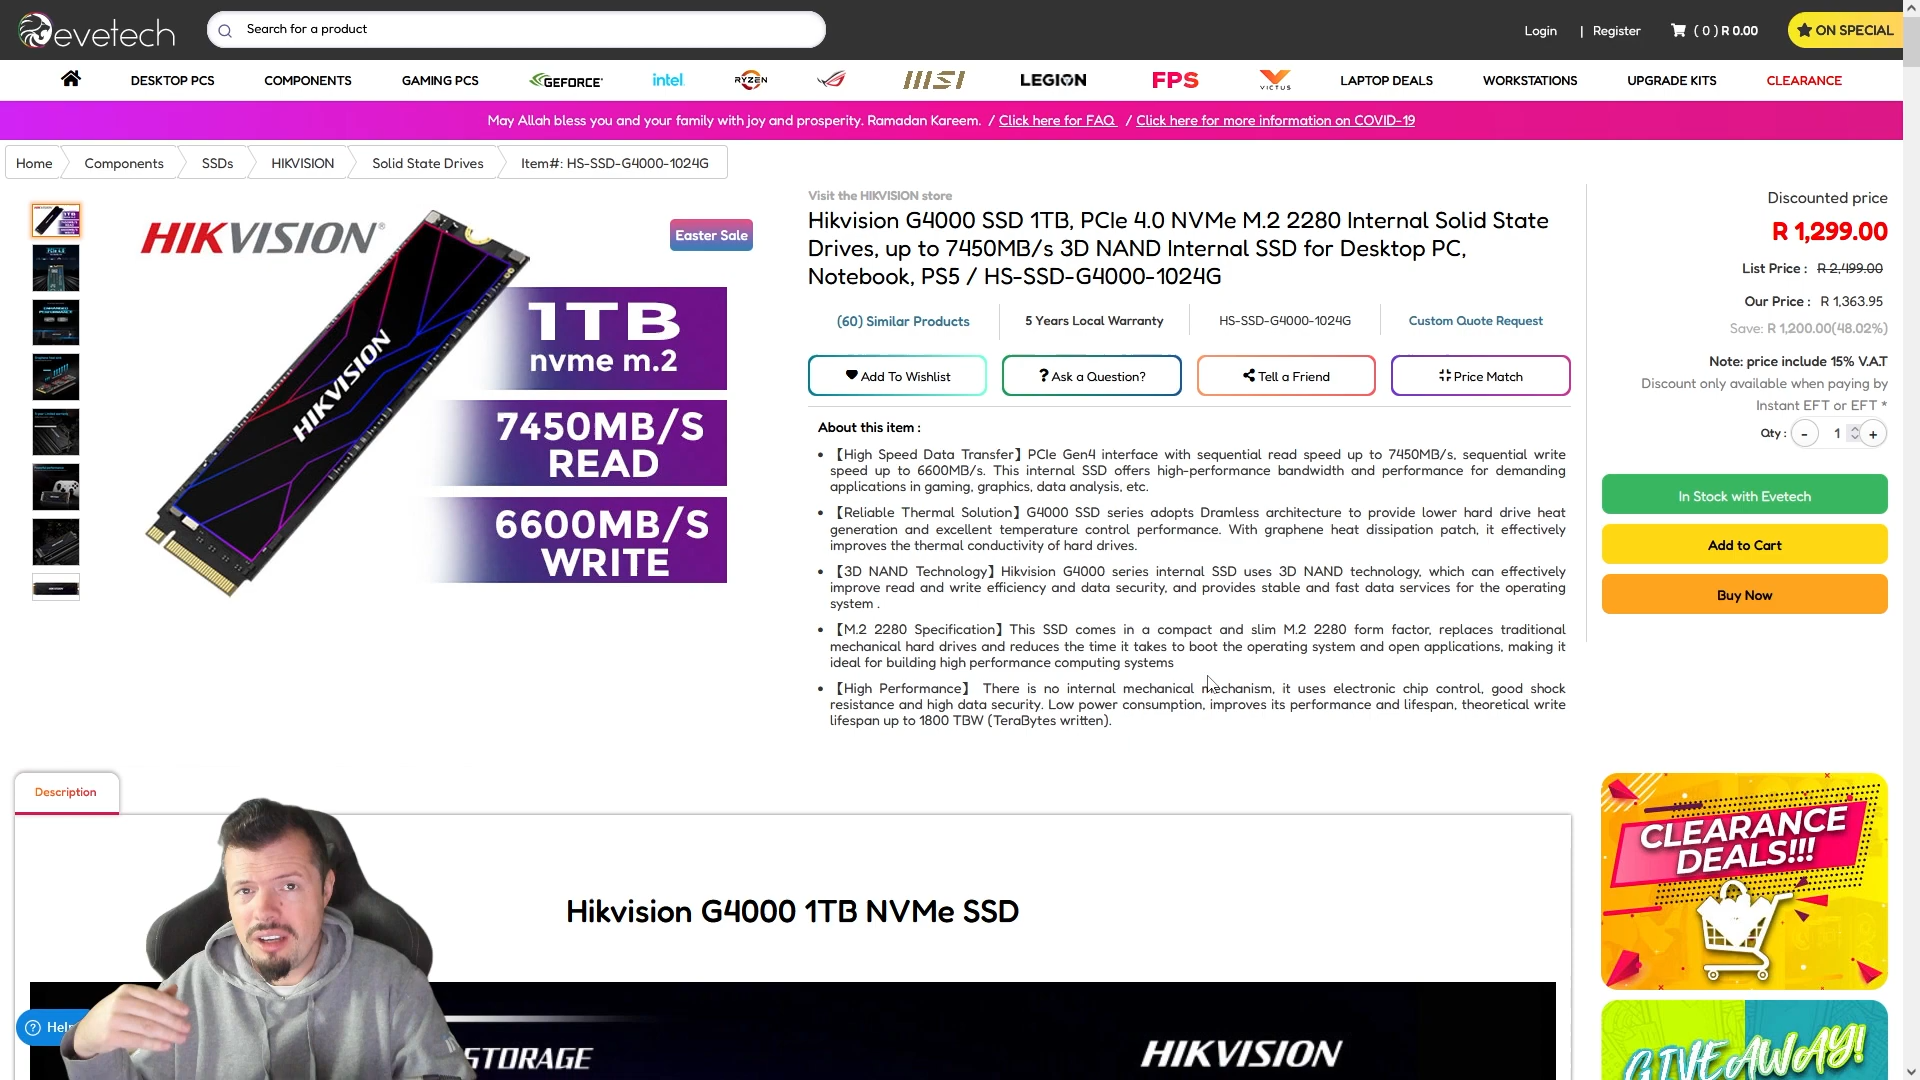 evetech
Search for a product
Login | Register ( 0 ) R 0.00 ON SPECIAL
DESKTOP PCS COMPONENTS GAMING PCS GEFORCE intel RYZEN MSI LEGION FPS VICTUS LAPTOP DEALS WORKSTATIONS UPGRADE KITS CLEARANCE
May Allah bless you and your family with joy and prosperity. Ramadan Kareem. / Click here for FAQ / Click here for more information on COVID-19
Home Components SSDs HIKVISION Solid State Drives Item#: HS-SSD-G4000-1024G
HIKVISION®
Easter Sale
HIKVISION
1TB
nvme m.2
7450MB/S
READ
6600MB/S
WRITE
Visit the HIKVISION store
Hikvision G4000 SSD 1TB, PCIe 4.0 NVMe M.2 2280 Internal Solid State
Drives, up to 7450MB/s 3D NAND Internal SSD for Desktop PC,
Notebook, PS5 / HS-SSD-G4000-1024G
(60) Similar Products 5 Years Local Warranty HS-SSD-G4000-1024G Custom Quote Request
Add To Wishlist ? Ask a Question? Tell a Friend Price Match
About this item :
• 【High Speed Data Transfer】PCIe Gen4 interface with sequential read speed up to 7450MB/s, sequential write
speed up to 6600MB/s. This internal SSD offers high-performance bandwidth and performance for demanding
applications in gaming, graphics, data analysis, etc.
• 【Reliable Thermal Solution】G4000 SSD series adopts Dramless architecture to provide lower hard drive heat
generation and excellent temperature control performance. With graphene heat dissipation patch, it effectively
improves the thermal conductivity of hard drives.
• 【3D NAND Technology】Hikvision G4000 series internal SSD uses 3D NAND technology, which can effectively
improve read and write efficiency and data security, and provides stable and fast data services for the operating
system .
• 【M.2 2280 Specification】This SSD comes in a compact and slim M.2 2280 form factor, replaces traditional
mechanical hard drives and reduces the time it takes to boot the operating system and open applications, making it
ideal for building high performance computing systems
• 【High Performance】 There is no internal mechanical mechanism, it uses electronic chip control, good shock
resistance and high data security. Low power consumption, improves its performance and lifespan, theoretical write
lifespan up to 1800 TBW (TeraBytes written).
Discounted price
R 1,299.00
List Price : R 2,499.00
Our Price : R 1,363.95
Save: R 1,200.00(48.02%)
Note: price include 15% V.A.T
Discount only available when paying by
Instant EFT or EFT *
Qty : - 1 +
In Stock with Evetech
Add to Cart
Buy Now
Description
Hikvision G4000 1TB NVMe SSD
? Help
STORAGE
HIKVISION
CLEARANCE
DEALS!!!
GIVEAWAY!